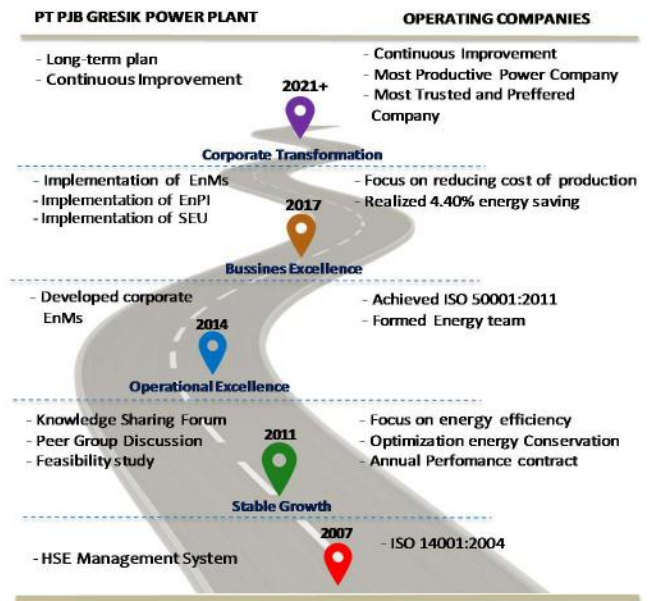 PT PJB GRESIK POWER PLANT
OPERATING COMPANIES
- Long-term plan
- Continuous Improvement
- Continuous Improvement
- Most Productive Power Company
- Most Trusted and Preffered
Company
2021+
Corporate Transformation
- Implementation of EnMs
- Implementation of EnPI
- Implementation of SEU
- Focus on reducing cost of production
- Realized 4.40% energy saving
2017
Bussines Excellence
- Developed corporate
EnMs
- Achieved ISO 50001:2011
- Formed Energy team
2014
Operational Excellence
- Knowledge Sharing Forum
- Peer Group Discussion
- Feasibility study
- Focus on energy efficiency
- Optimization energy Conservation
- Annual Perfomance contract
2011
Stable Growth
- HSE Management System
- ISO 14001:2004
2007